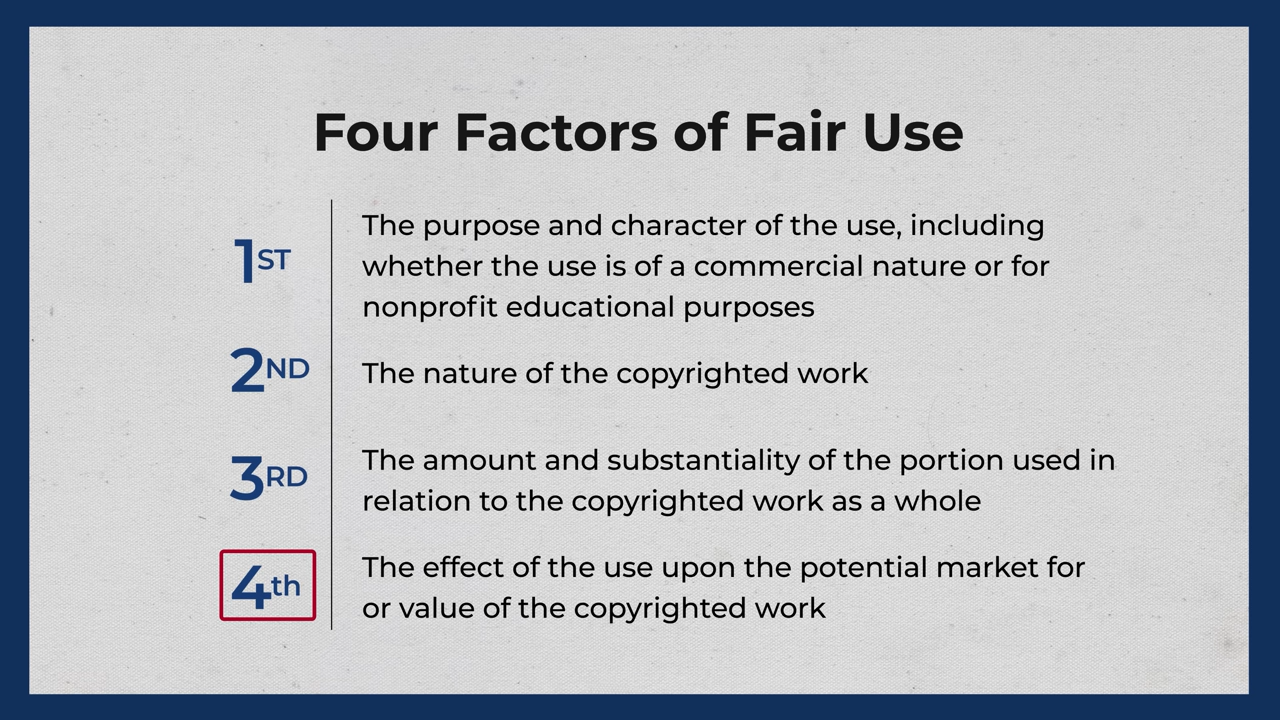 Four Factors of Fair Use
1ST
The purpose and character of the use, including
whether the use is of a commercial nature or for
nonprofit educational purposes
2ND
The nature of the copyrighted work
3RD
The amount and substantiality of the portion used in
relation to the copyrighted work as a whole
4th
The effect of the use upon the potential market for
or value of the copyrighted work